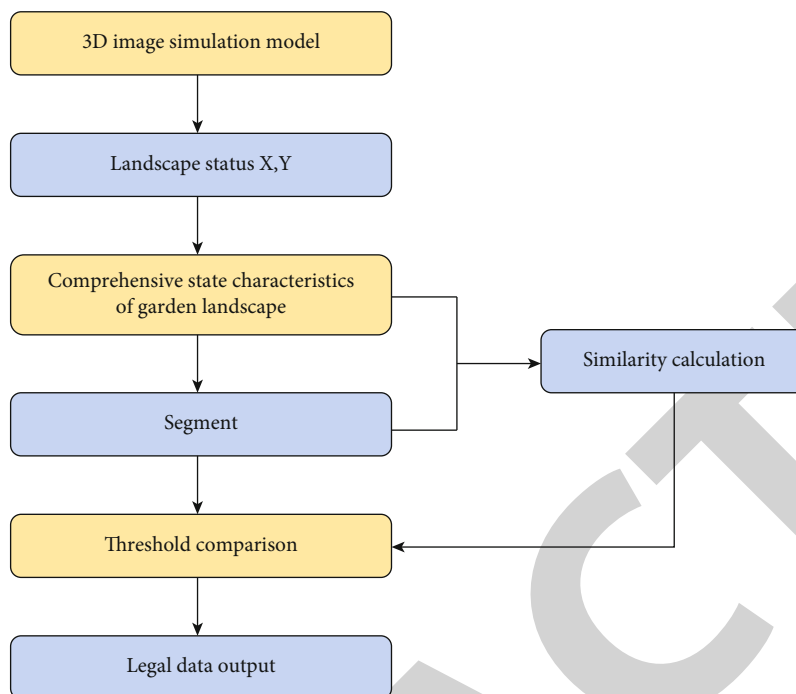 3D image simulation model
Landscape status X,Y
Comprehensive state characteristics
of garden landscape
Similarity calculation
Segment
Threshold comparison
Legal data output